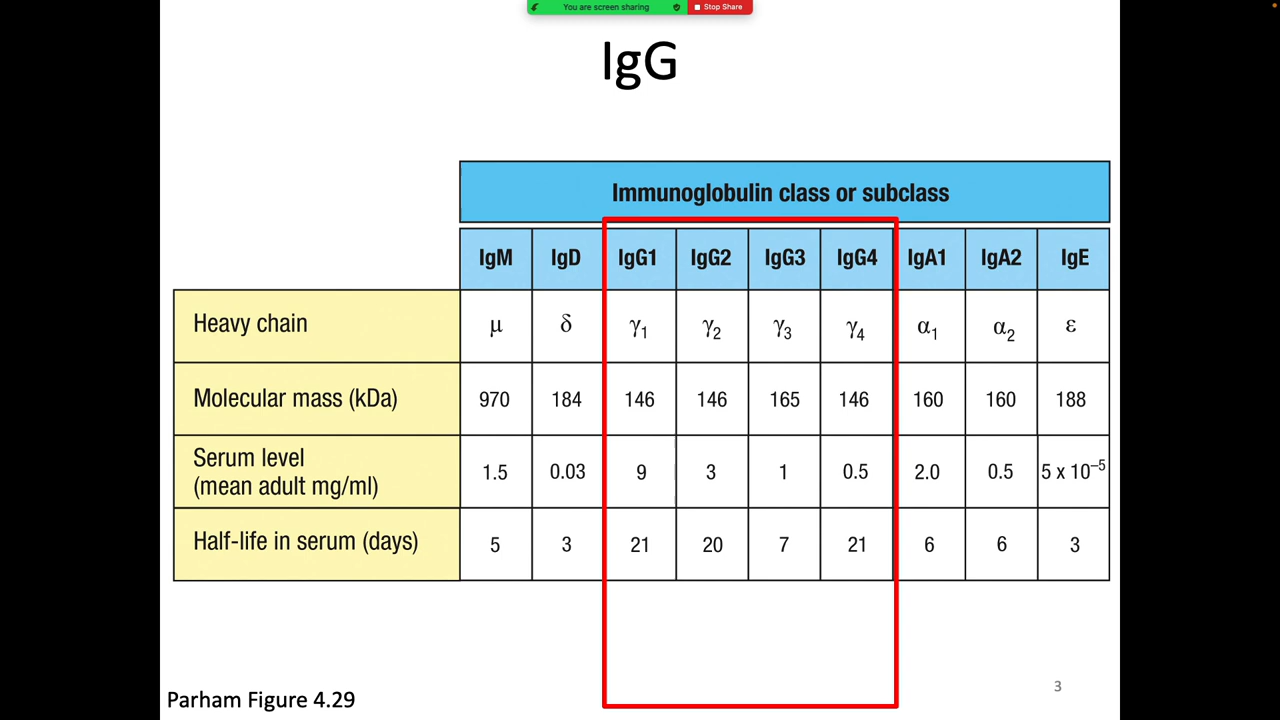 You are screen sharing Stop Share
IgG
Immunoglobulin class or subclass
IgM IgD IgG1 IgG2 IgG3 IgG4 IgA1 IgA2 IgE
Heavy chain μ δ γ1 γ2 γ3 γ4 α1 α2 ε
Molecular mass (kDa) 970 184 146 146 165 146 160 160 188
Serum level
(mean adult mg/ml) 1.5 0.03 9 3 1 0.5 2.0 0.5 5 x 10–5
Half-life in serum (days) 5 3 21 20 7 21 6 6 3
3
Parham Figure 4.29